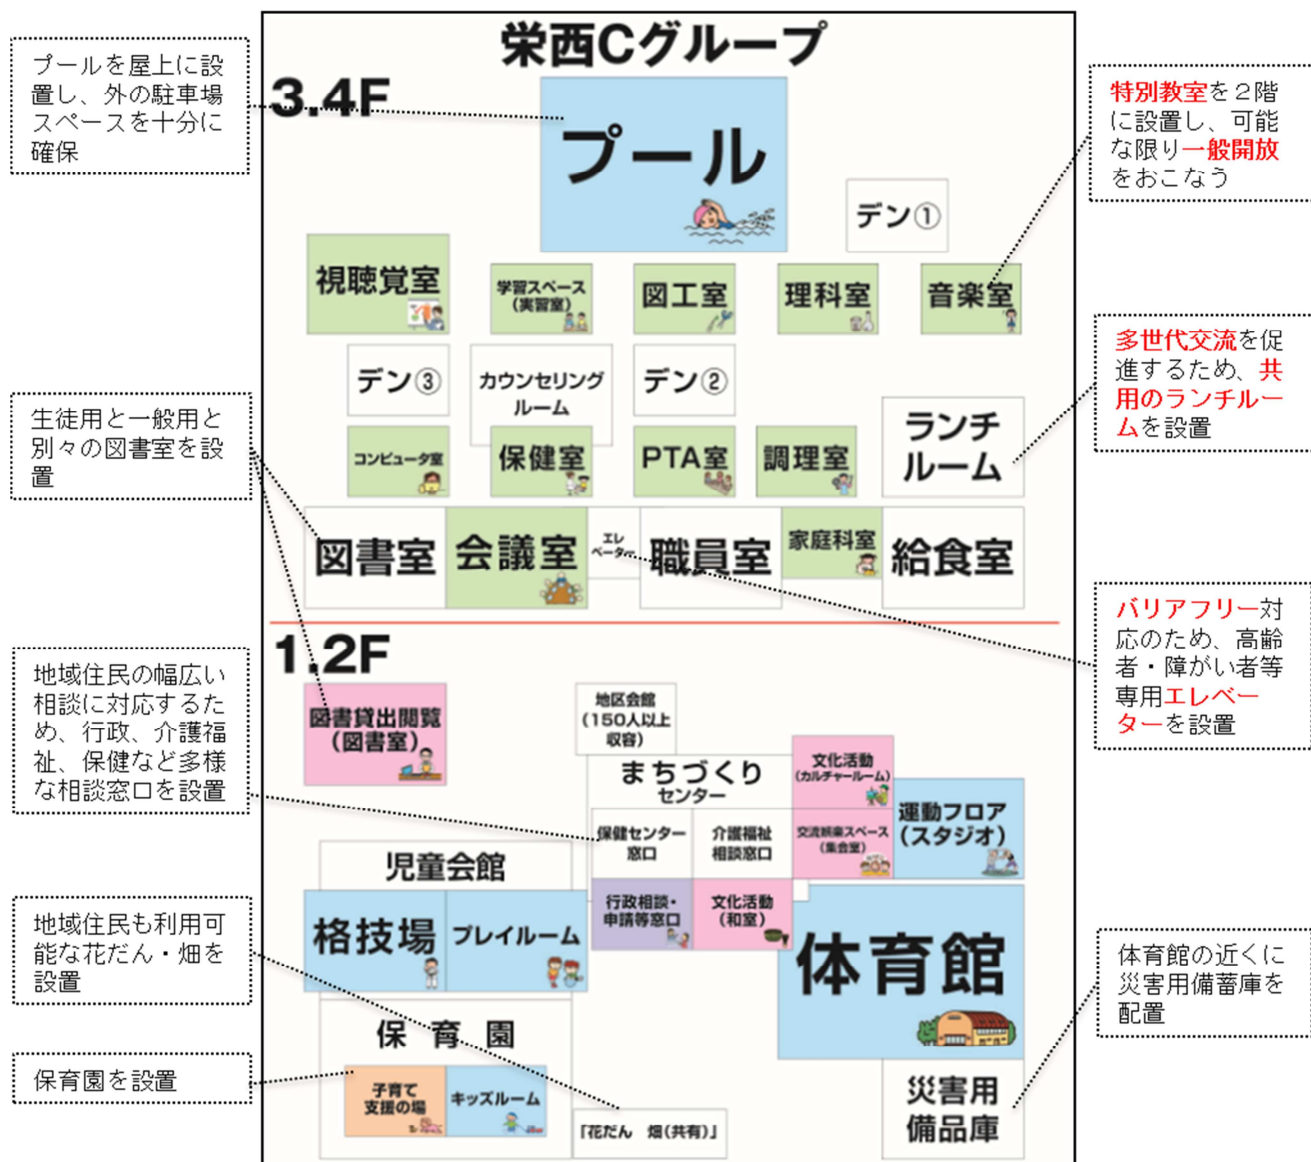 栄西Cグループ
3.4F
プールを屋上に設
置し、外の駐車場
スペースを十分に
確保
プール
特別教室を２階
に設置し、可能
な限り一般開放
をおこなう
デン①
視聴覚室
学習スペース
(実習室)
図工室
理科室
音楽室
多世代交流を促
進するため、共
用のランチルー
ムを設置
デン③
カウンセリング
ルーム
デン②
ランチ
ルーム
生徒用と一般用と
別々の図書室を設
置
コンピュータ室
保健室
PTA室
調理室
図書室
会議室
エレ
ベーター
職員室
家庭科室
給食室
バリアフリー対
応のため、高齢
者・障がい者等
専用エレベー
ターを設置
1.2F
地域住民の幅広い
相談に対応するた
め、行政、介護福
祉、保健など多様
な相談窓口を設置
図書貸出閲覧
(図書室)
地区会館
(150人以上
収容)
まちづくり
センター
文化活動
(カルチャールーム)
運動フロア
(スタジオ)
保健センター
窓口
介護福祉
相談窓口
交流娯楽スペース
(集会室)
児童会館
格技場
プレイルーム
行政相談・
申請等窓口
文化活動
(和室)
体育館
地域住民も利用可
能な花だん・畑を
設置
体育館の近くに
災害用備蓄庫を
配置
保育園
保育園を設置
子育て
支援の場
キッズルーム
「花だん　畑(共有)」
災害用
備品庫